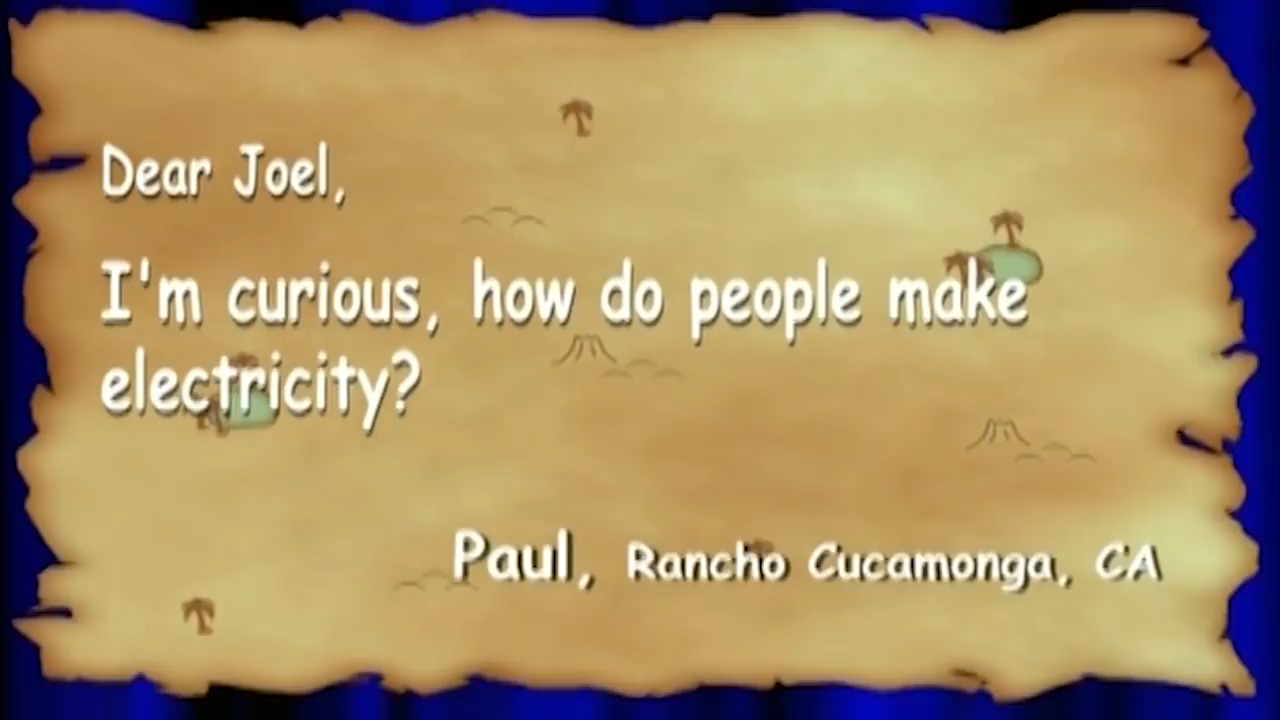 Dear Joel,
I'm curious, how do people make
electricity?
Paul, Rancho Cucamonga, CA